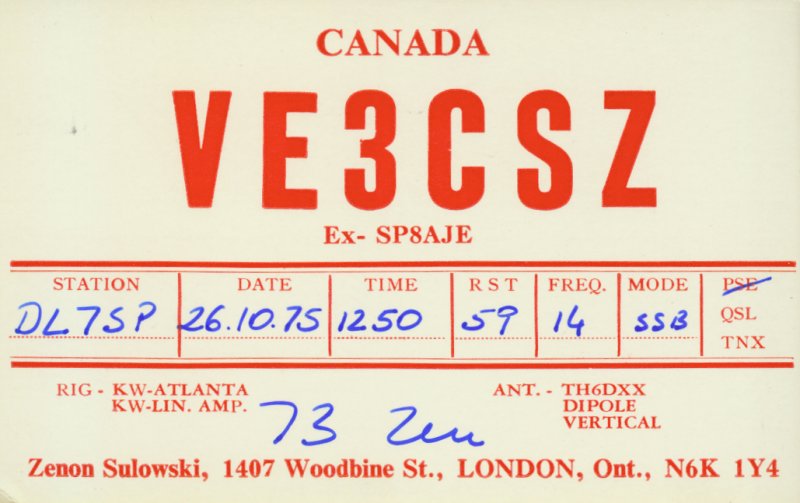 CANADA
VE3CSZ
Ex- SP8AJE
STATION DATE TIME RST FREQ. MODE PSE
DL7SP 26.10.75 1250 59 14 SSB QSL
TNX
RIG - KW-ATLANTA ANT. - TH6DXX
KW-LIN. AMP. DIPOLE
VERTICAL
73 Zen
Zenon Sulowski, 1407 Woodbine St., LONDON, Ont., N6K 1Y4